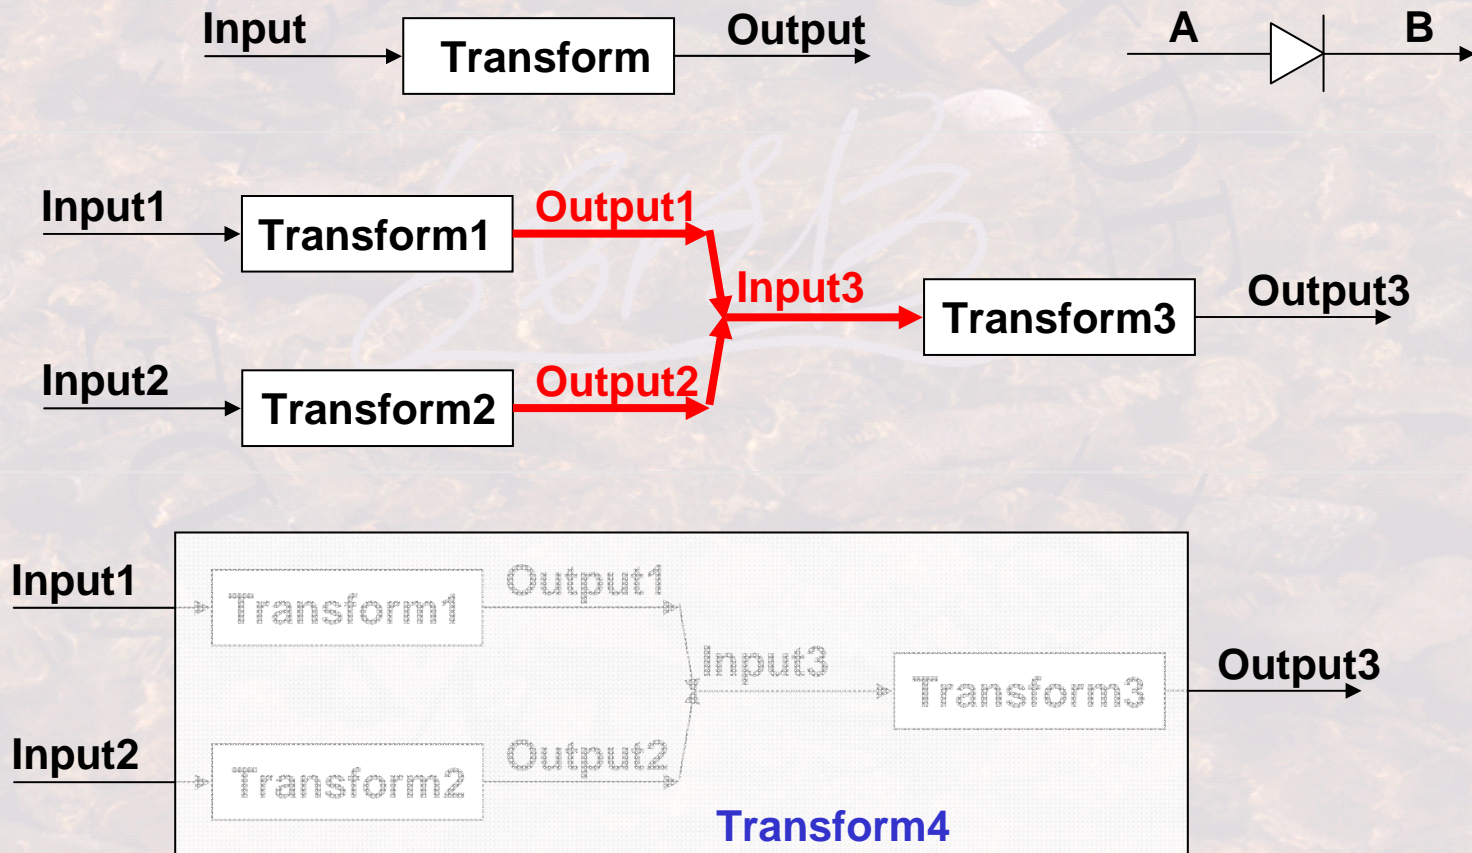 Input
Transform
Output
A
B
Input1
Transform1
Output1
Input3
Transform3
Output3
Input2
Transform2
Output2
Input1
Transform1
Output1
Input3
Transform3
Output3
Input2
Transform2
Output2
Transform4